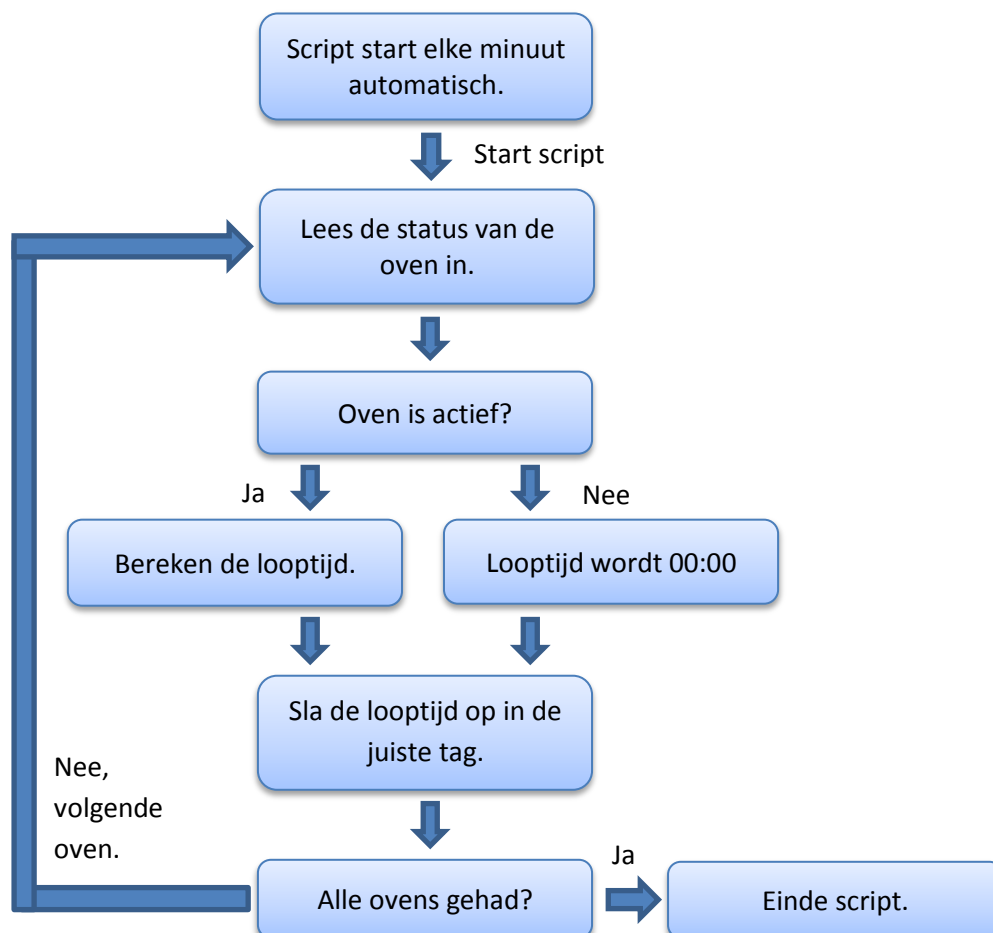 Script start elke minuut
automatisch.
Start script
Lees de status van de
oven in.
Oven is actief?
Ja
Nee
Bereken de looptijd.
Looptijd wordt 00:00
Sla de looptijd op in de
juiste tag.
Nee,
volgende
oven.
Alle ovens gehad?
Ja
Einde script.